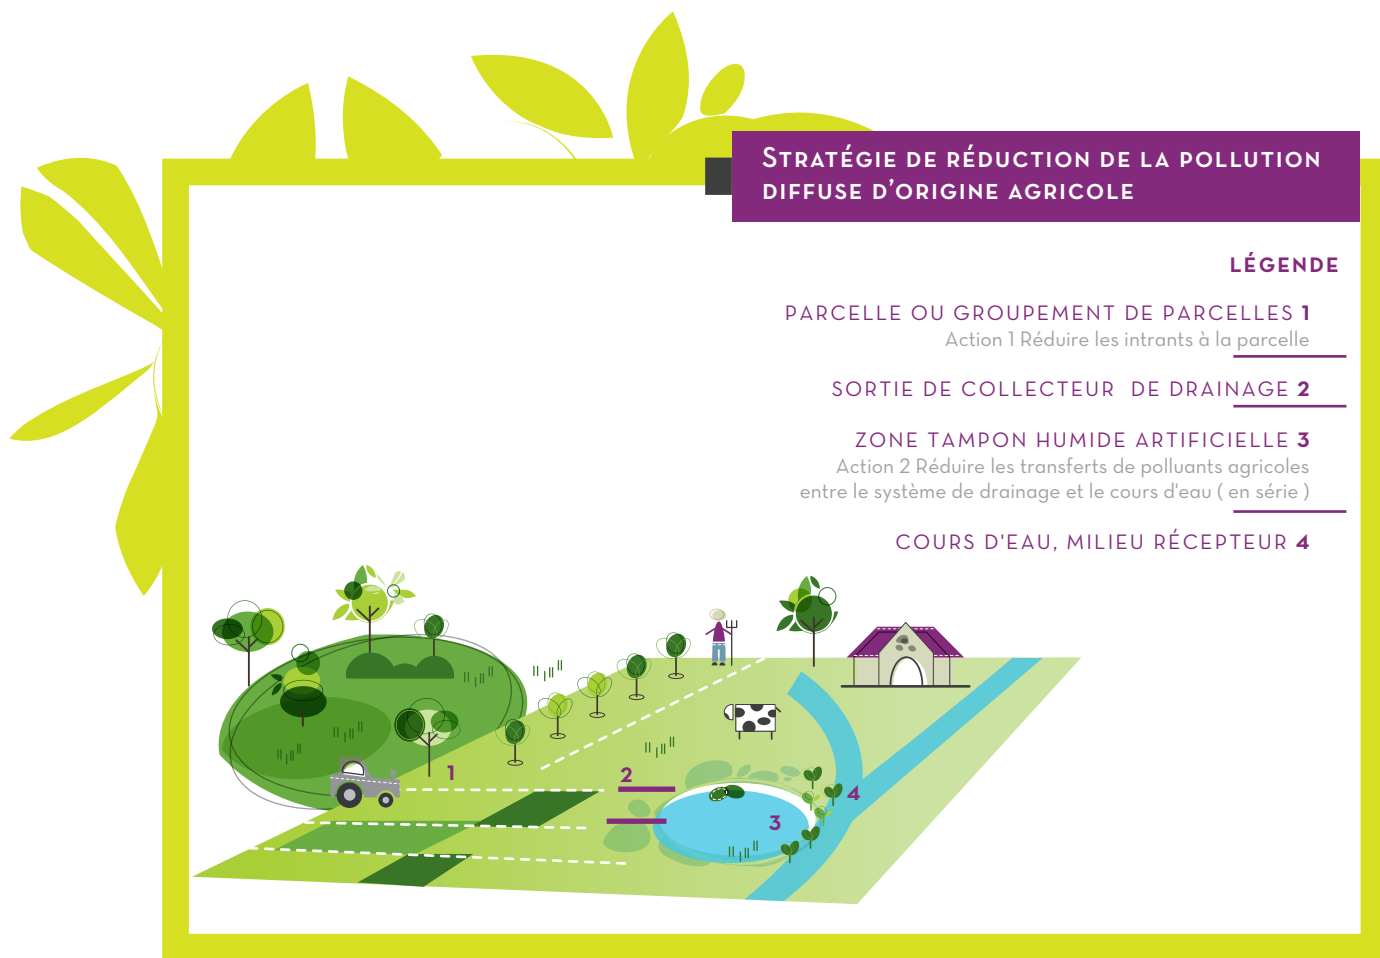 STRATÉGIE DE RÉDUCTION DE LA POLLUTION
DIFFUSE D'ORIGINE AGRICOLE
LÉGENDE
PARCELLE OU GROUPEMENT DE PARCELLES 1
Action 1 Réduire les intrants à la parcelle
SORTIE DE COLLECTEUR DE DRAINAGE 2
ZONE TAMPON HUMIDE ARTIFICIELLE 3
Action 2 Réduire les transferts de polluants agricoles
entre le système de drainage et le cours d'eau ( en série )
COURS D'EAU, MILIEU RÉCEPTEUR 4
1
2
4
3